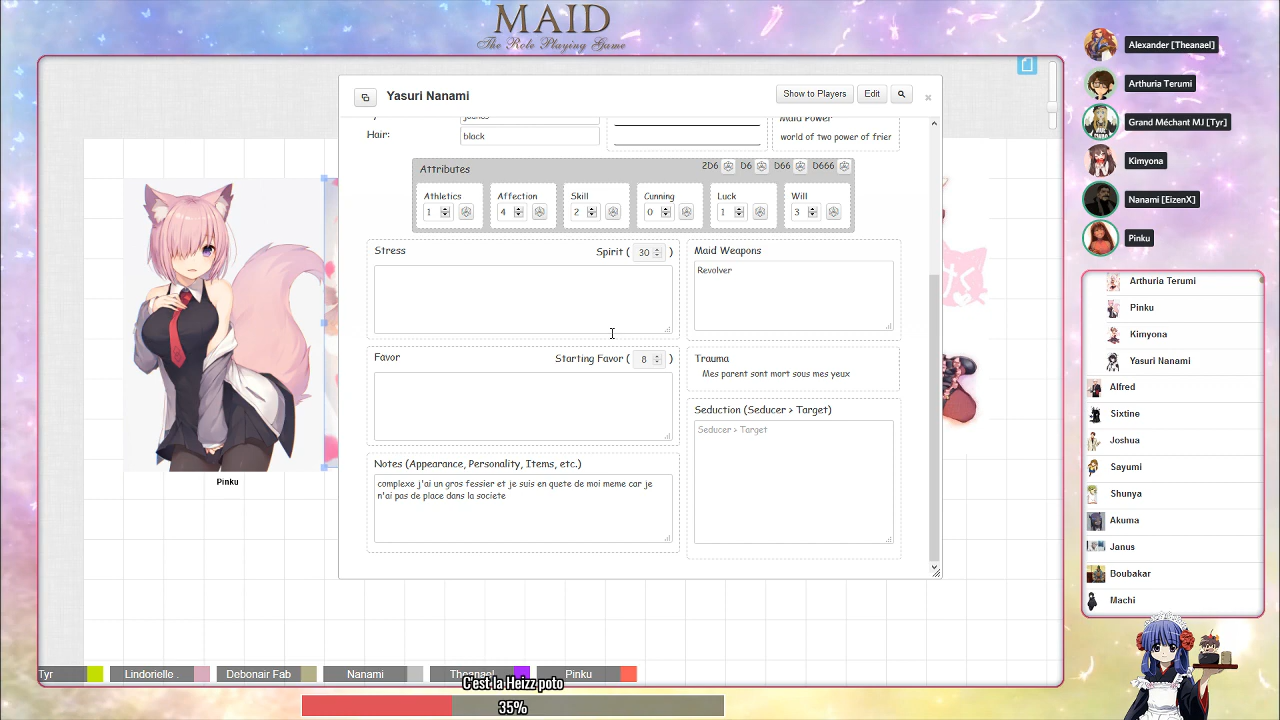 MAID
The Role Playing Game
Yasuri Nanami
Show to Players
Edit
Hair:
black
Maid Power
world of two power of frier
Attributes
2D6
D6
D66
D666
Athletics
Affection
Skill
Cunning
Luck
Will
1
4
2
0
1
3
Stress
Spirit ( 30 )
Maid Weapons
Revolver
Favor
Starting Favor ( 8 )
Trauma
Mes parent sont mort sous mes yeux
Seduction (Seducer > Target)
Seducer > Target
Notes (Appearance, Personality, Items, etc.)
complexe j'ai un gros fessier et je suis en quete de moi meme car je
n'ai pas de place dans la societe
Pinku
Alexander [Theanael]
Arthuria Terumi
Grand Méchant MJ [Tyr]
Kimyona
Nanami [EizenX]
Pinku
Arthuria Terumi
Pinku
Kimyona
Yasuri Nanami
Alfred
Sixtine
Joshua
Sayumi
Shunya
Akuma
Janus
Boubakar
Machi
Tyr
Lindorielle .
Debonair Fab
Nanami
Theanael
Pinku
C'est la Heizz poto
35%